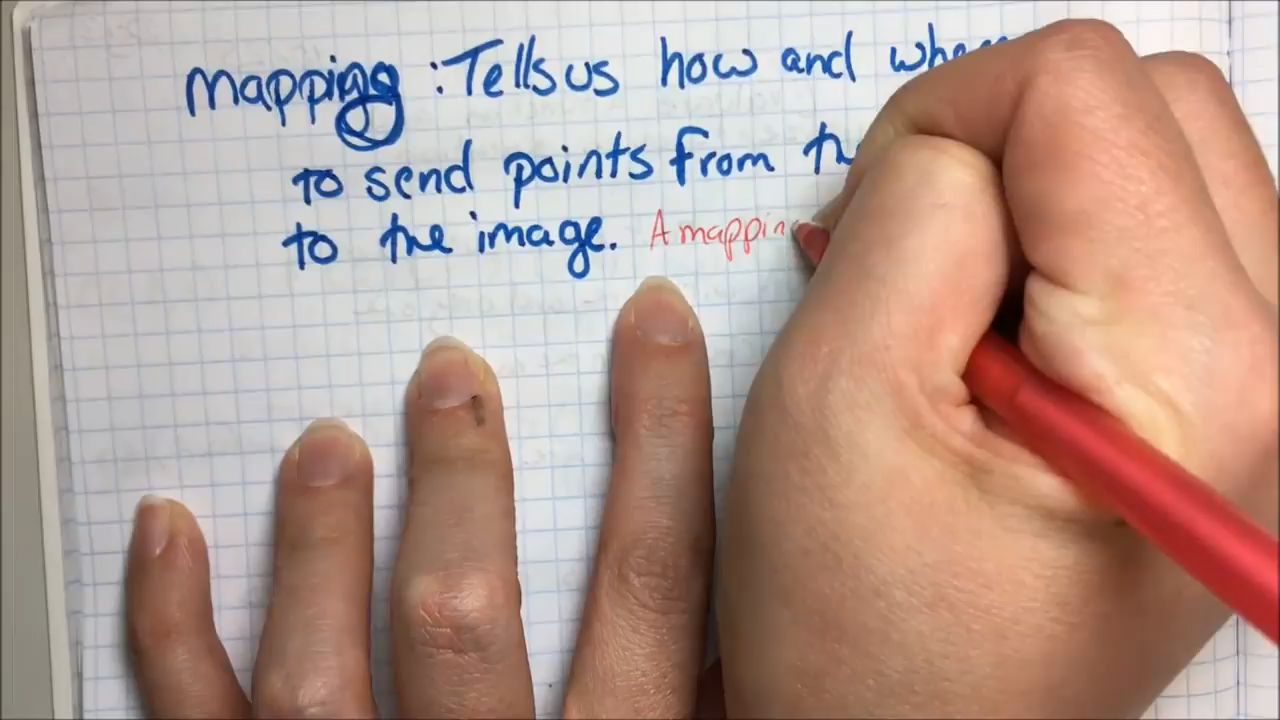 mapping : Tells us how and
to send points from
to the image. A mappin